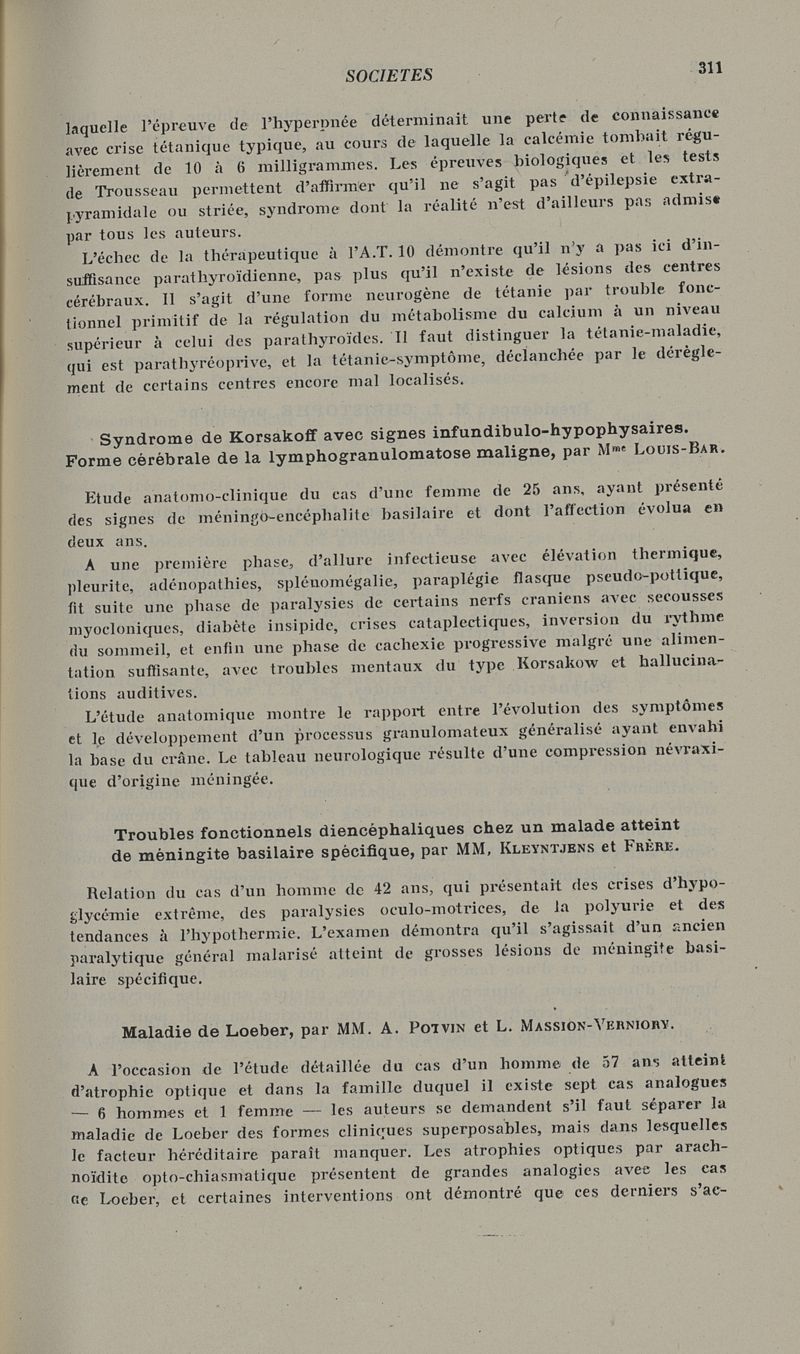 SOCIETES
311
laquelle l'épreuve de l'hyperpnée déterminait une perte de connaissance
avec crise tétanique typique, au cours de laquelle la calcémie tombait régu-
lièrement de 10 à 6 milligrammes. Les épreuves biologiques et les tests
de Trousseau permettent d'affirmer qu'il ne s'agit pas d'épilepsie extra-
pyramidale ou striée, syndrome dont la réalité n'est d'ailleurs pas admise
par tous les auteurs.
L'échec de la thérapeutique à l'A.T. 10 démontre qu'il n'y a pas ici d'in-
suffisance parathyroïdienne, pas plus qu'il n'existe de lésions des centres
cérébraux. Il s'agit d'une forme neurogène de tétanie par trouble fonc-
tionnel primitif de la régulation du métabolisme du calcium à un niveau
supérieur à celui des parathyroïdes. Il faut distinguer la tétanie-maladie,
qui est parathyréoprive, et la tétanie-symptôme, déclanchée par le dérègle-
ment de certains centres encore mal localisés.
Syndrome de Korsakoff avec signes infundibulo-hypophysaires.
Forme cérébrale de la lymphogranulomatose maligne, par Mme LOUIS-BAR.
Etude anatomo-clinique du cas d'une femme de 25 ans, ayant présenté
des signes de méningo-encéphalite basilaire et dont l'affection évolua en
deux ans.
A une première phase, d'allure infectieuse avec élévation thermique,
pleurite, adénopathies, splénomégalie, paraplégie flasque pseudo-pottique,
fit suite une phase de paralysies de certains nerfs craniens avec secousses
myocloniques, diabète insipide, crises cataplectiques, inversion du rythme
du sommeil, et enfin une phase de cachexie progressive malgré une alimen-
tation suffisante, avec troubles mentaux du type Korsakow et hallucina-
tions auditives.
L'étude anatomique montre le rapport entre l'évolution des symptômes
et le développement d'un processus granulomateux généralisé ayant envahi
la base du crâne. Le tableau neurologique résulte d'une compression névraxi-
que d'origine méningée.
Troubles fonctionnels diencéphaliques chez un malade atteint
de méningite basilaire spécifique, par MM, KLEYNTJENS et FRÈRE.
Relation du cas d'un homme de 42 ans, qui présentait des crises d'hypo-
glycémie extrême, des paralysies oculo-motrices, de la polyurie et des
tendances à l'hypothermie. L'examen démontra qu'il s'agissait d'un ancien
paralytique général malarisé atteint de grosses lésions de méningite basi-
laire spécifique.
Maladie de Loeber, par MM. A. POTVIN et L. MASSION-VERNIORY.
A l'occasion de l'étude détaillée du cas d'un homme de 57 ans atteint
d'atrophie optique et dans la famille duquel il existe sept cas analogues
— 6 hommes et 1 femme — les auteurs se demandent s'il faut séparer la
maladie de Loeber des formes cliniques superposables, mais dans lesquelles
le facteur héréditaire paraît manquer. Les atrophies optiques par arach-
noïdite opto-chiasmatique présentent de grandes analogies avec les cas
de Loeber, et certaines interventions ont démontré que ces derniers s'ac-